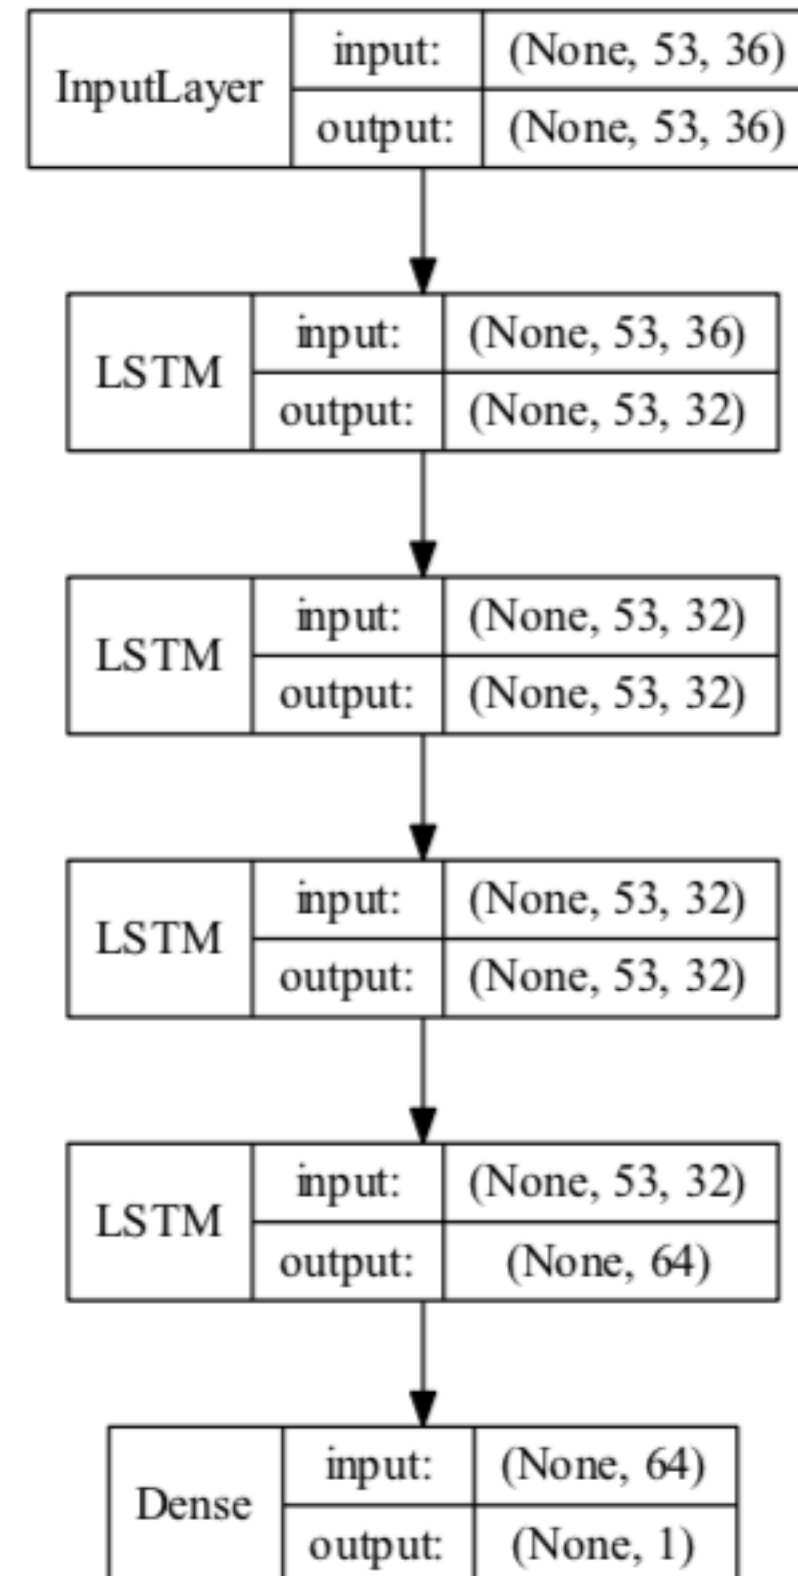 InputLayer
input: (None, 53, 36)
output: (None, 53, 36)
LSTM
input: (None, 53, 36)
output: (None, 53, 32)
LSTM
input: (None, 53, 32)
output: (None, 53, 32)
LSTM
input: (None, 53, 32)
output: (None, 53, 32)
LSTM
input: (None, 53, 32)
output: (None, 64)
Dense
input: (None, 64)
output: (None, 1)